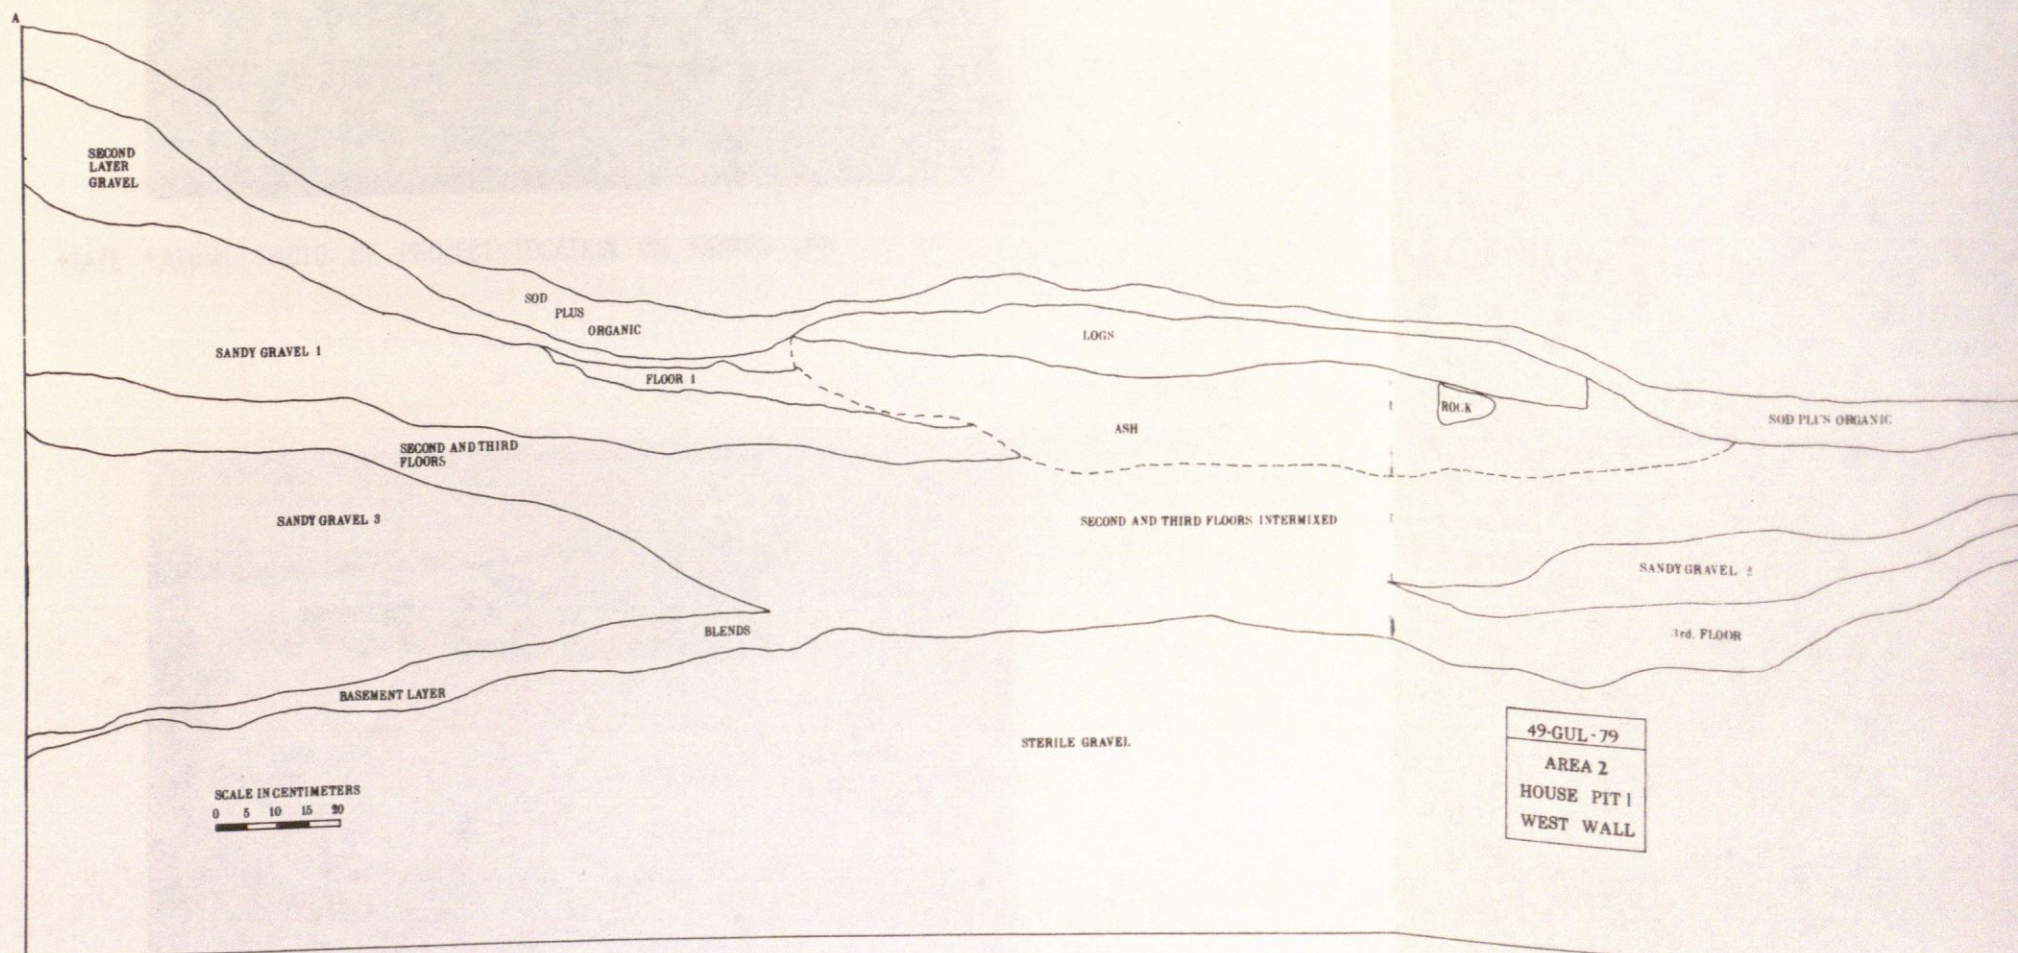 A
SECOND
LAYER
GRAVEL
SOD
PLUS
ORGANIC
LOGS
SANDY GRAVEL 1
FLOOR 1
ROCK
SOD PLUS ORGANIC
ASH
SECOND AND THIRD
FLOORS
SANDY GRAVEL 3
SECOND AND THIRD FLOORS INTERMIXED
SANDY GRAVEL 2
BLENDS
3rd. FLOOR
BASEMENT LAYER
STERILE GRAVEL
49-GUL-79
AREA 2
HOUSE PIT 1
WEST WALL
SCALE IN CENTIMETERS
0 5 10 15 20